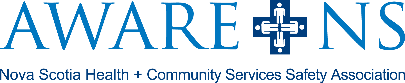 AWARE NS
Nova Scotia Health + Community Services Safety Association